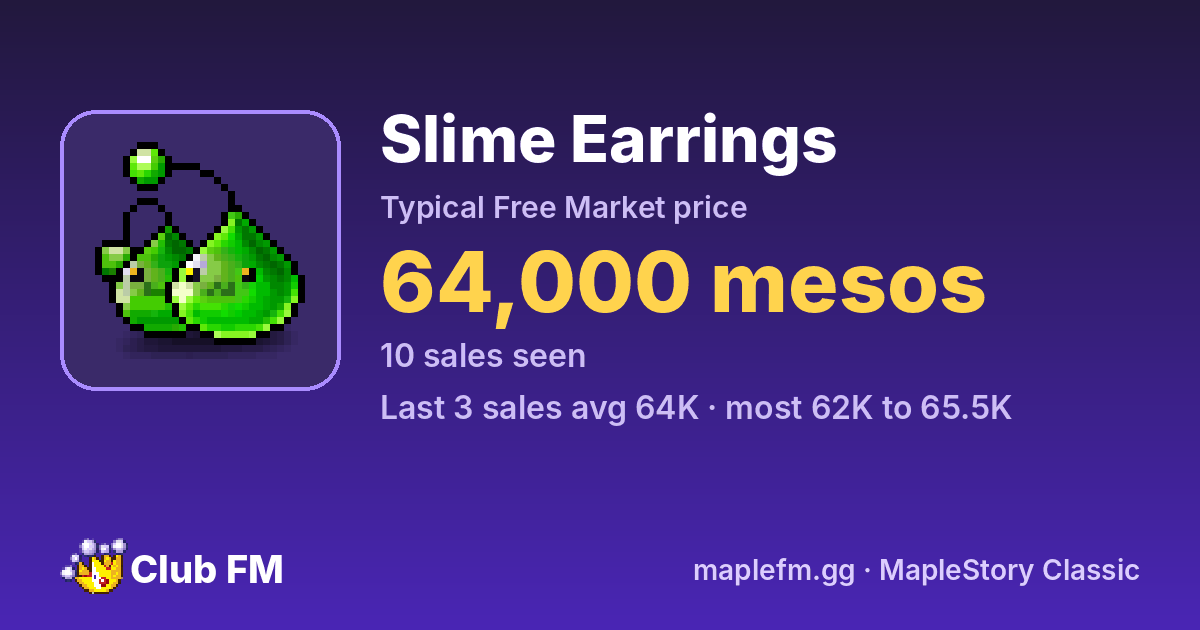 Slime Earrings
Typical Free Market price
64,000 mesos
10 sales seen
Last 3 sales avg 64K · most 62K to 65.5K
Club FM
maplefm.gg · MapleStory Classic